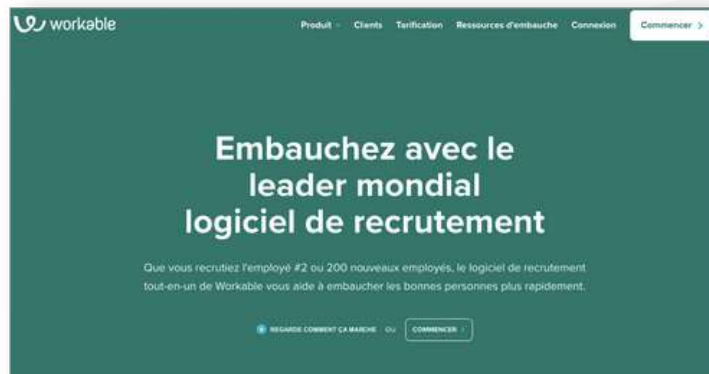 workable Produit Clients Tarification Ressources d'embauche Connexion Commencer >
Embauchez avec le
leader mondial
logiciel de recrutement
Que vous recrutiez l'employé #2 ou 200 nouveaux employés, le logiciel de recrutement
tout-en-un de Workable vous aide à embaucher les bonnes personnes plus rapidement.
REGARDE COMMENT ÇA MARCHE OU COMMENCER >